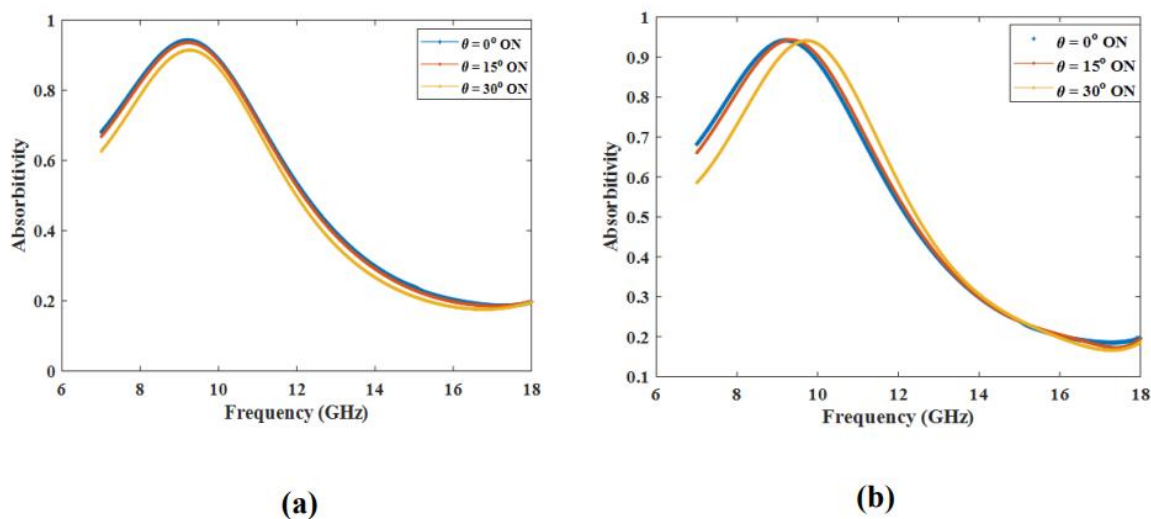 1
0.8
0.6
0.4
0.2
0
Absorbitivity
6 8 10 12 14 16 18
Frequency (GHz)
θ = 0° ON
θ = 15° ON
θ = 30° ON
(a)
1
0.9
0.8
0.7
0.6
0.5
0.4
0.3
0.2
0.1
Absorbitivity
6 8 10 12 14 16 18
Frequency (GHz)
θ = 0° ON
θ = 15° ON
θ = 30° ON
(b)